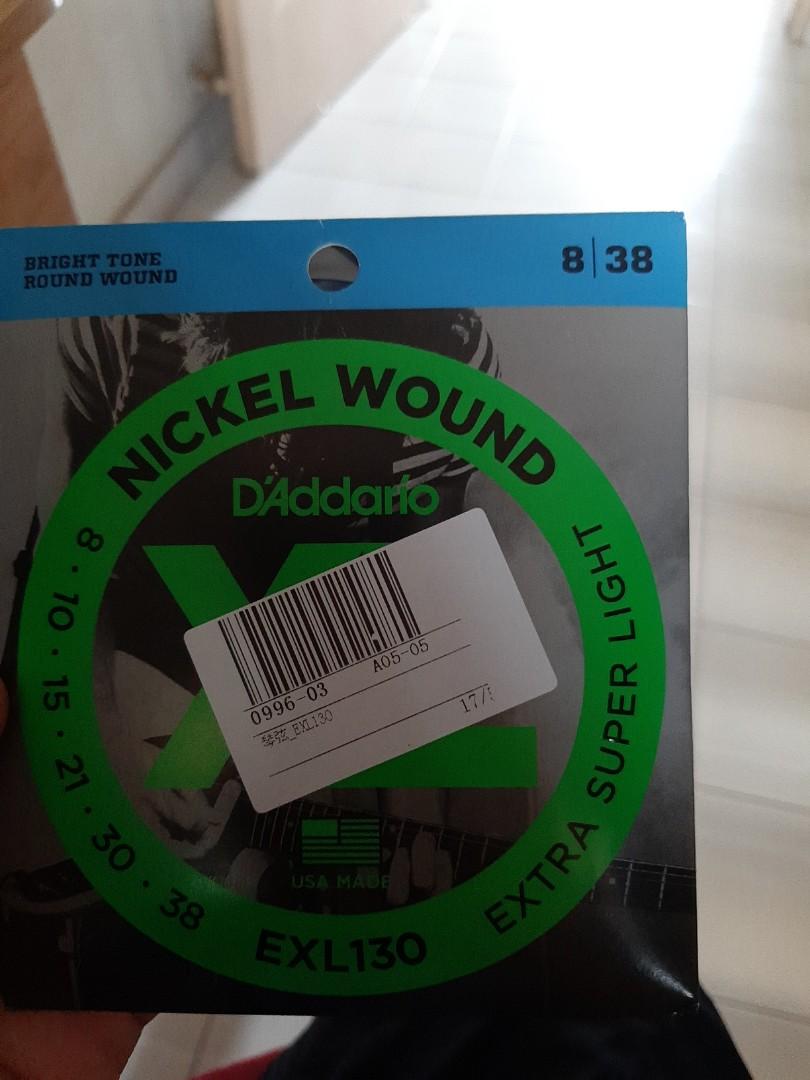 BRIGHT TONE
ROUND WOUND
8|38
NICKEL WOUND
D'Addario
XL
8 · 10 · 15 · 21 · 30 · 38
EXTRA SUPER LIGHT
0996-03 A05-05
琴弦_EXL130
17/
USA MADE
EXL130